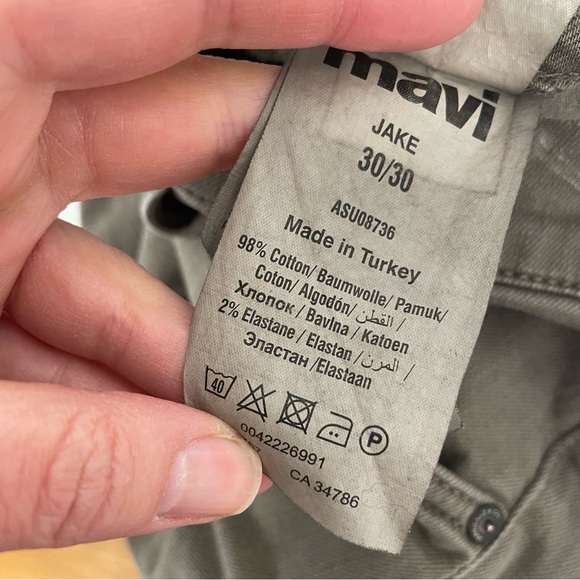 mavi
JAKE
30/30
ASU08736
Made in Turkey
98% Cotton/ Baumwolle/ Pamuk/
Coton/ Algodón/ القطن /
Хлопок / Bavlna / Katoen
2% Elastane / Elastan / المرن /
Эластан /Elastaan
40
P
0042226991
CA 34786